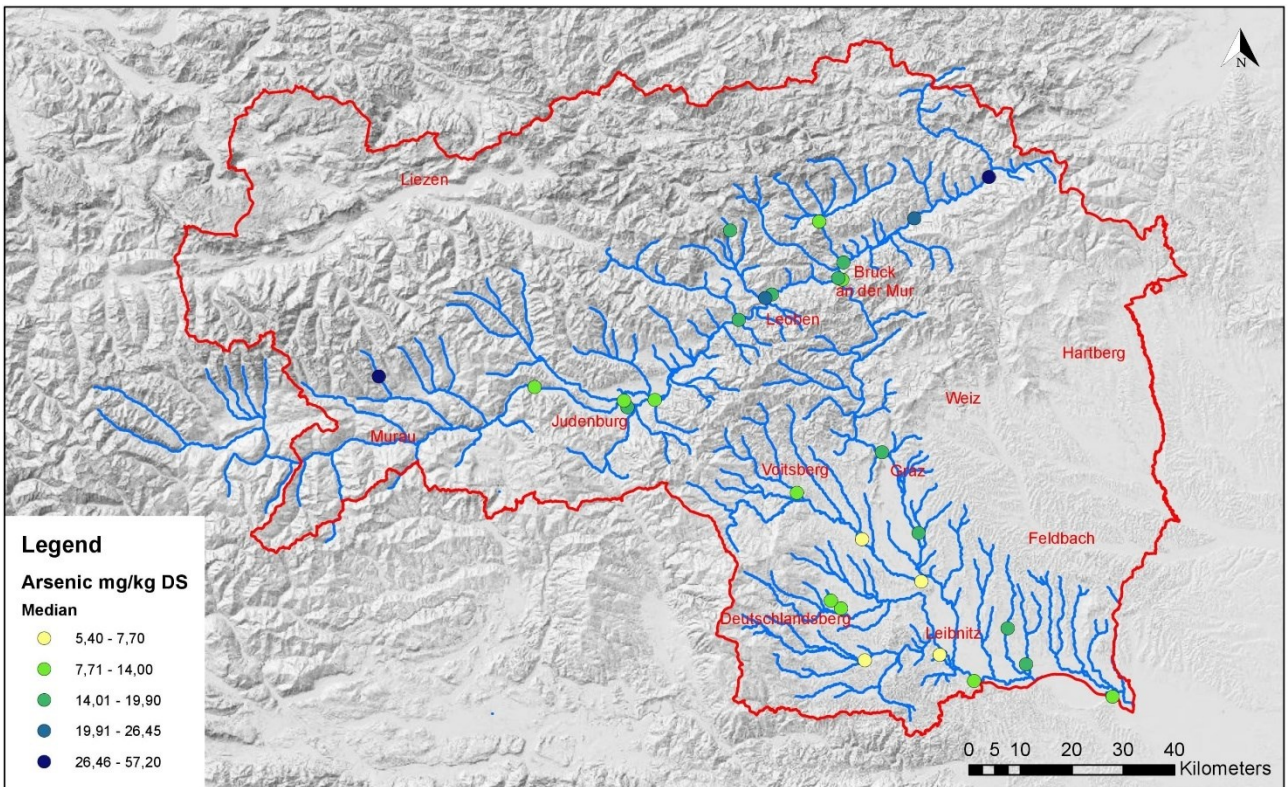 N
Liezen
Bruck
an der Mur
Leoben
Hartberg
Weiz
Judenburg
Murau
Voitsberg
Graz
Feldbach
Deutschlandsberg
Leibnitz
Legend
Arsenic mg/kg DS
Median
5,40 - 7,70
7,71 - 14,00
14,01 - 19,90
19,91 - 26,45
26,46 - 57,20
0 5 10 20 30 40
Kilometers